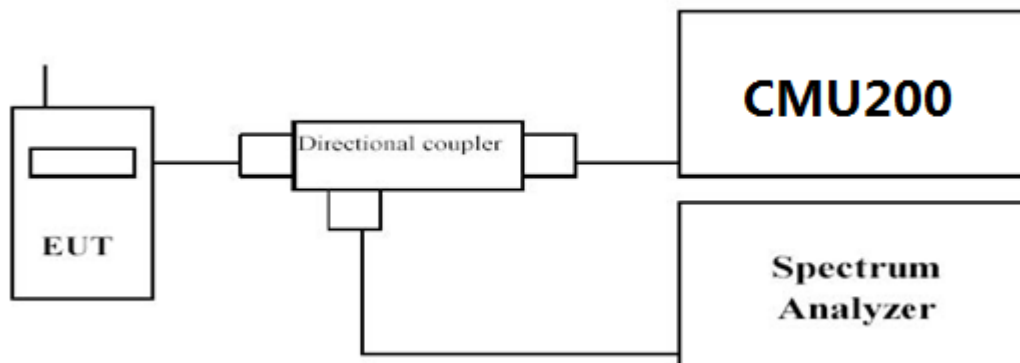 EUT
Directional coupler
CMU200
Spectrum
Analyzer